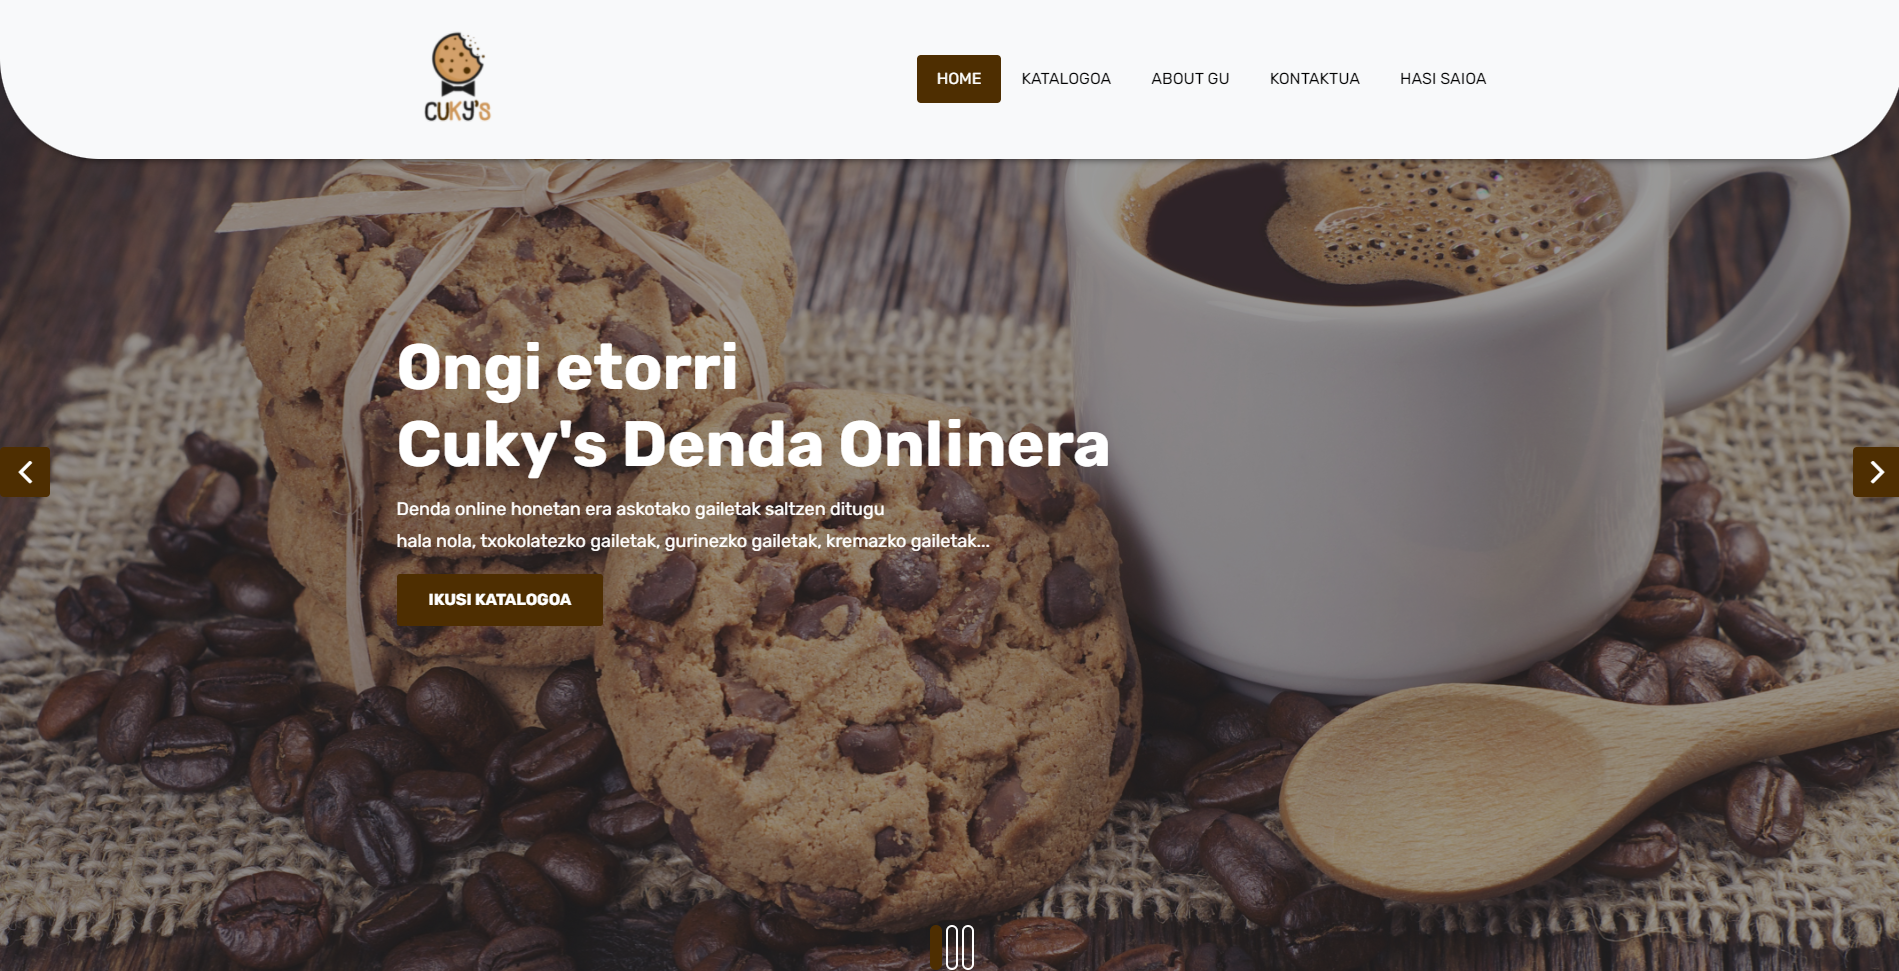 CUKY'S
HOME
KATALOGOA
ABOUT GU
KONTAKTUA
HASI SAIOA
Ongi etorri
Cuky's Denda Onlinera
Denda online honetan era askotako gailetak saltzen ditugu
hala nola, txokolatezko gailetak, gurinezko gailetak, kremazko gailetak...
IKUSI KATALOGOA